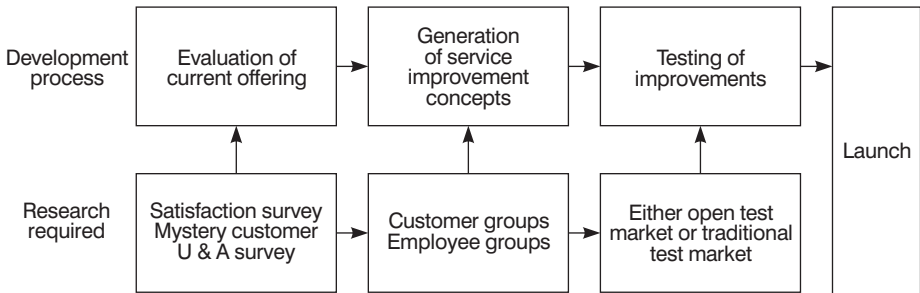 Development
process
Evaluation of
current offering
Generation
of service
improvement
concepts
Testing of
improvements
Launch
Research
required
Satisfaction survey
Mystery customer
U & A survey
Customer groups
Employee groups
Either open test
market or traditional
test market